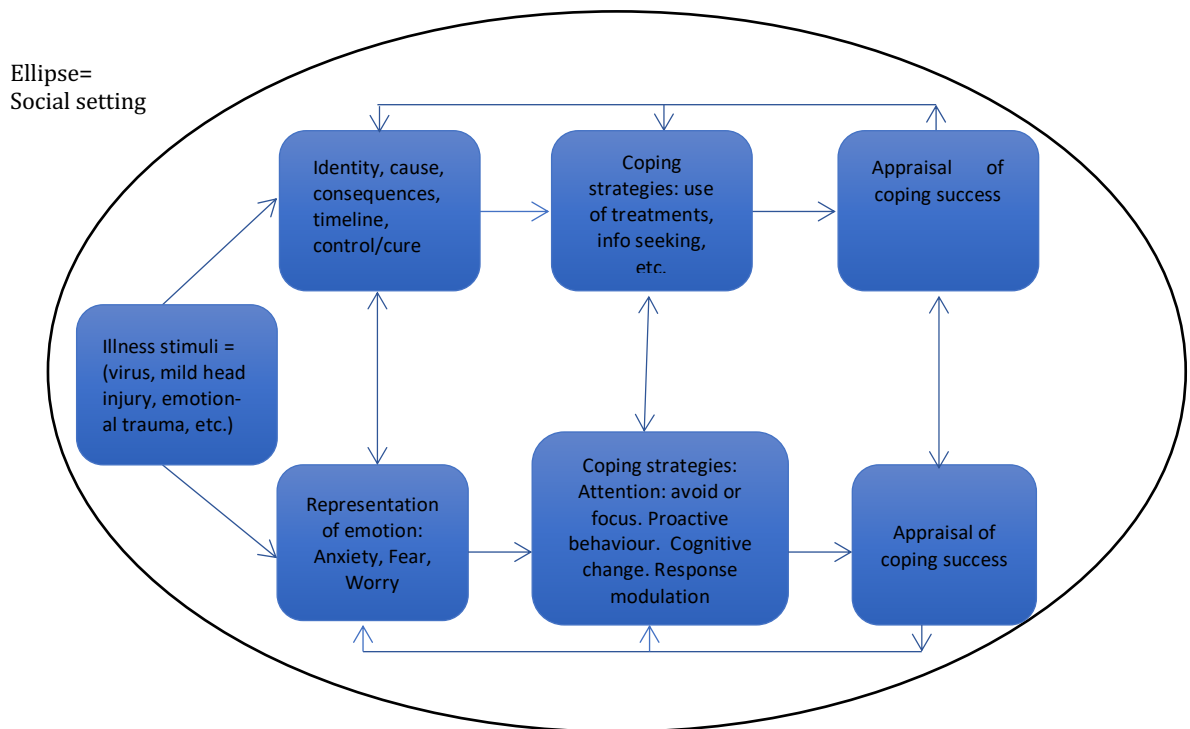 Ellipse=
Social setting
Identity, cause,
consequences,
timeline,
control/cure
Coping
strategies: use
of treatments,
info seeking,
etc.
Appraisal of
coping success
Illness stimuli =
(virus, mild head
injury, emotion-
al trauma, etc.)
Representation
of emotion:
Anxiety, Fear,
Worry
Coping strategies:
Attention: avoid or
focus. Proactive
behaviour. Cognitive
change. Response
modulation
Appraisal of
coping success